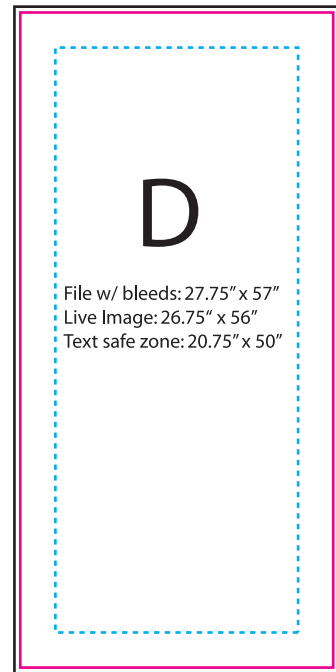 D
File w/ bleeds: 27.75” x 57”
Live Image: 26.75“ x 56”
Text safe zone: 20.75” x 50”